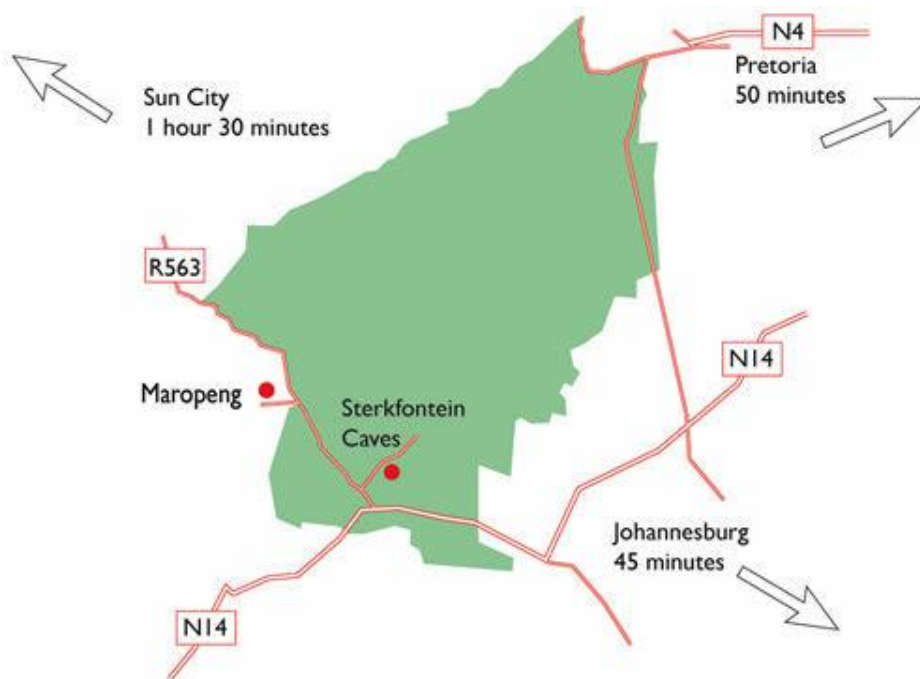 N4
Pretoria
50 minutes
Sun City
1 hour 30 minutes
R563
N14
Maropeng
Sterkfontein
Caves
Johannesburg
45 minutes
N14